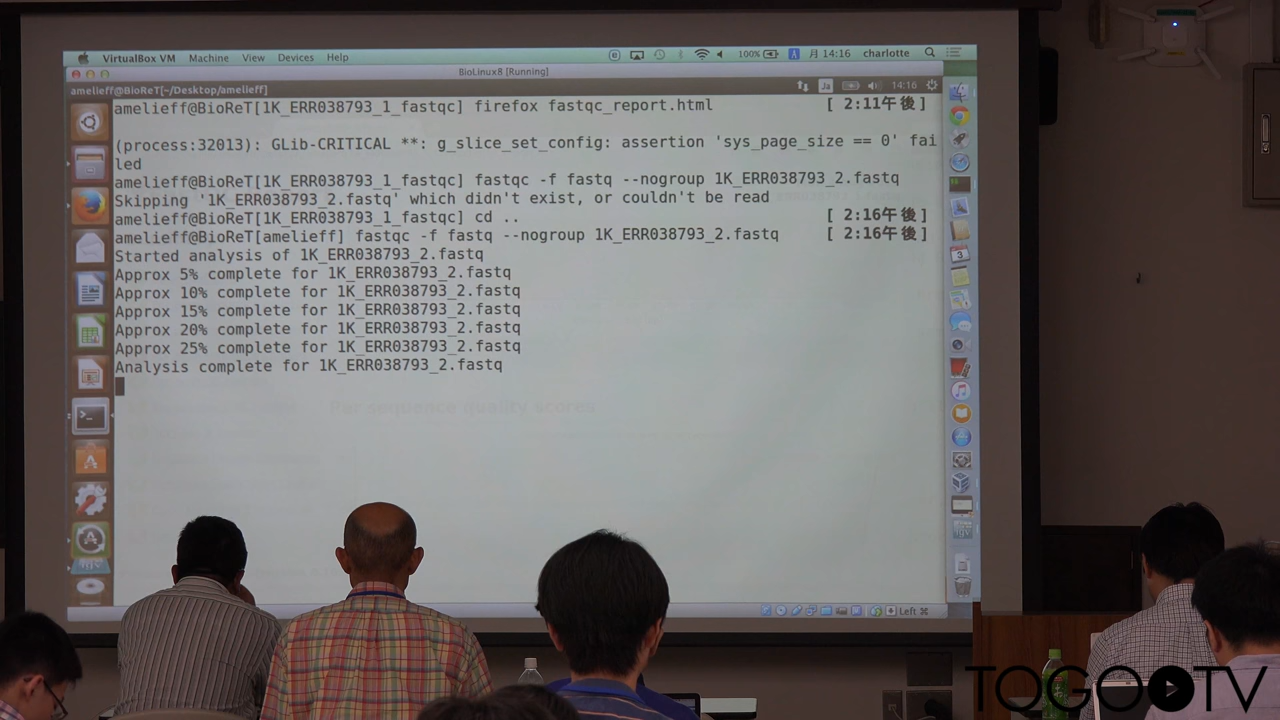 VirtualBox VM Machine View Devices Help 100% A 月 14:16 charlotte
BioLinux8 [Running]
amelieff@BioReT[~/Desktop/amelieff] Ja 14:16
amelieff@BioReT[1K_ERR038793_1_fastqc] firefox fastqc_report.html [ 2:11午後]
(process:32013): GLib-CRITICAL **: g_slice_set_config: assertion 'sys_page_size == 0' fai
led
amelieff@BioReT[1K_ERR038793_1_fastqc] fastqc -f fastq --nogroup 1K_ERR038793_2.fastq
Skipping '1K_ERR038793_2.fastq' which didn't exist, or couldn't be read
amelieff@BioReT[1K_ERR038793_1_fastqc] cd .. [ 2:16午後]
amelieff@BioReT[amelieff] fastqc -f fastq --nogroup 1K_ERR038793_2.fastq [ 2:16午後]
Started analysis of 1K_ERR038793_2.fastq
Approx 5% complete for 1K_ERR038793_2.fastq
Approx 10% complete for 1K_ERR038793_2.fastq
Approx 15% complete for 1K_ERR038793_2.fastq
Approx 20% complete for 1K_ERR038793_2.fastq
Approx 25% complete for 1K_ERR038793_2.fastq
Analysis complete for 1K_ERR038793_2.fastq
Per sequence quality scores
Left ⌘
TOGOTV